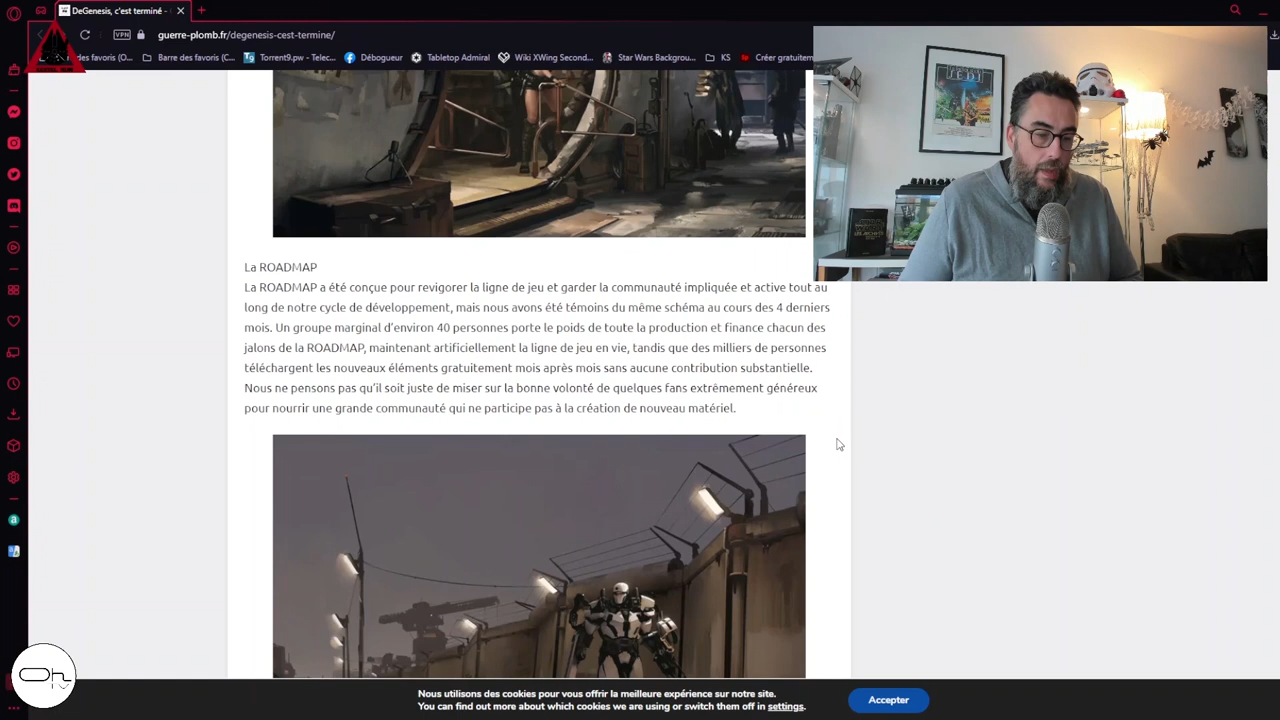 DeGenesis, c'est terminé -
VPN
guerre-plomb.fr/degenesis-cest-termine/
des favoris (O...
Barre des favoris (C...
Torrent9.pw - Telec...
Débogueur
Tabletop Admiral
Wiki XWing Second...
Star Wars Backgrou...
KS
Créer gratuitem
JEDI
La ROADMAP
La ROADMAP a été conçue pour revigorer la ligne de jeu et garder la communauté impliquée et active tout au
long de notre cycle de développement, mais nous avons été témoins du même schéma au cours des 4 derniers
mois. Un groupe marginal d'environ 40 personnes porte le poids de toute la production et finance chacun des
jalons de la ROADMAP, maintenant artificiellement la ligne de jeu en vie, tandis que des milliers de personnes
téléchargent les nouveaux éléments gratuitement mois après mois sans aucune contribution substantielle.
Nous ne pensons pas qu'il soit juste de miser sur la bonne volonté de quelques fans extrêmement généreux
pour nourrir une grande communauté qui ne participe pas à la création de nouveau matériel.
Oh
TV
Nous utilisons des cookies pour vous offrir la meilleure expérience sur notre site.
You can find out more about which cookies we are using or switch them off in settings.
Accepter